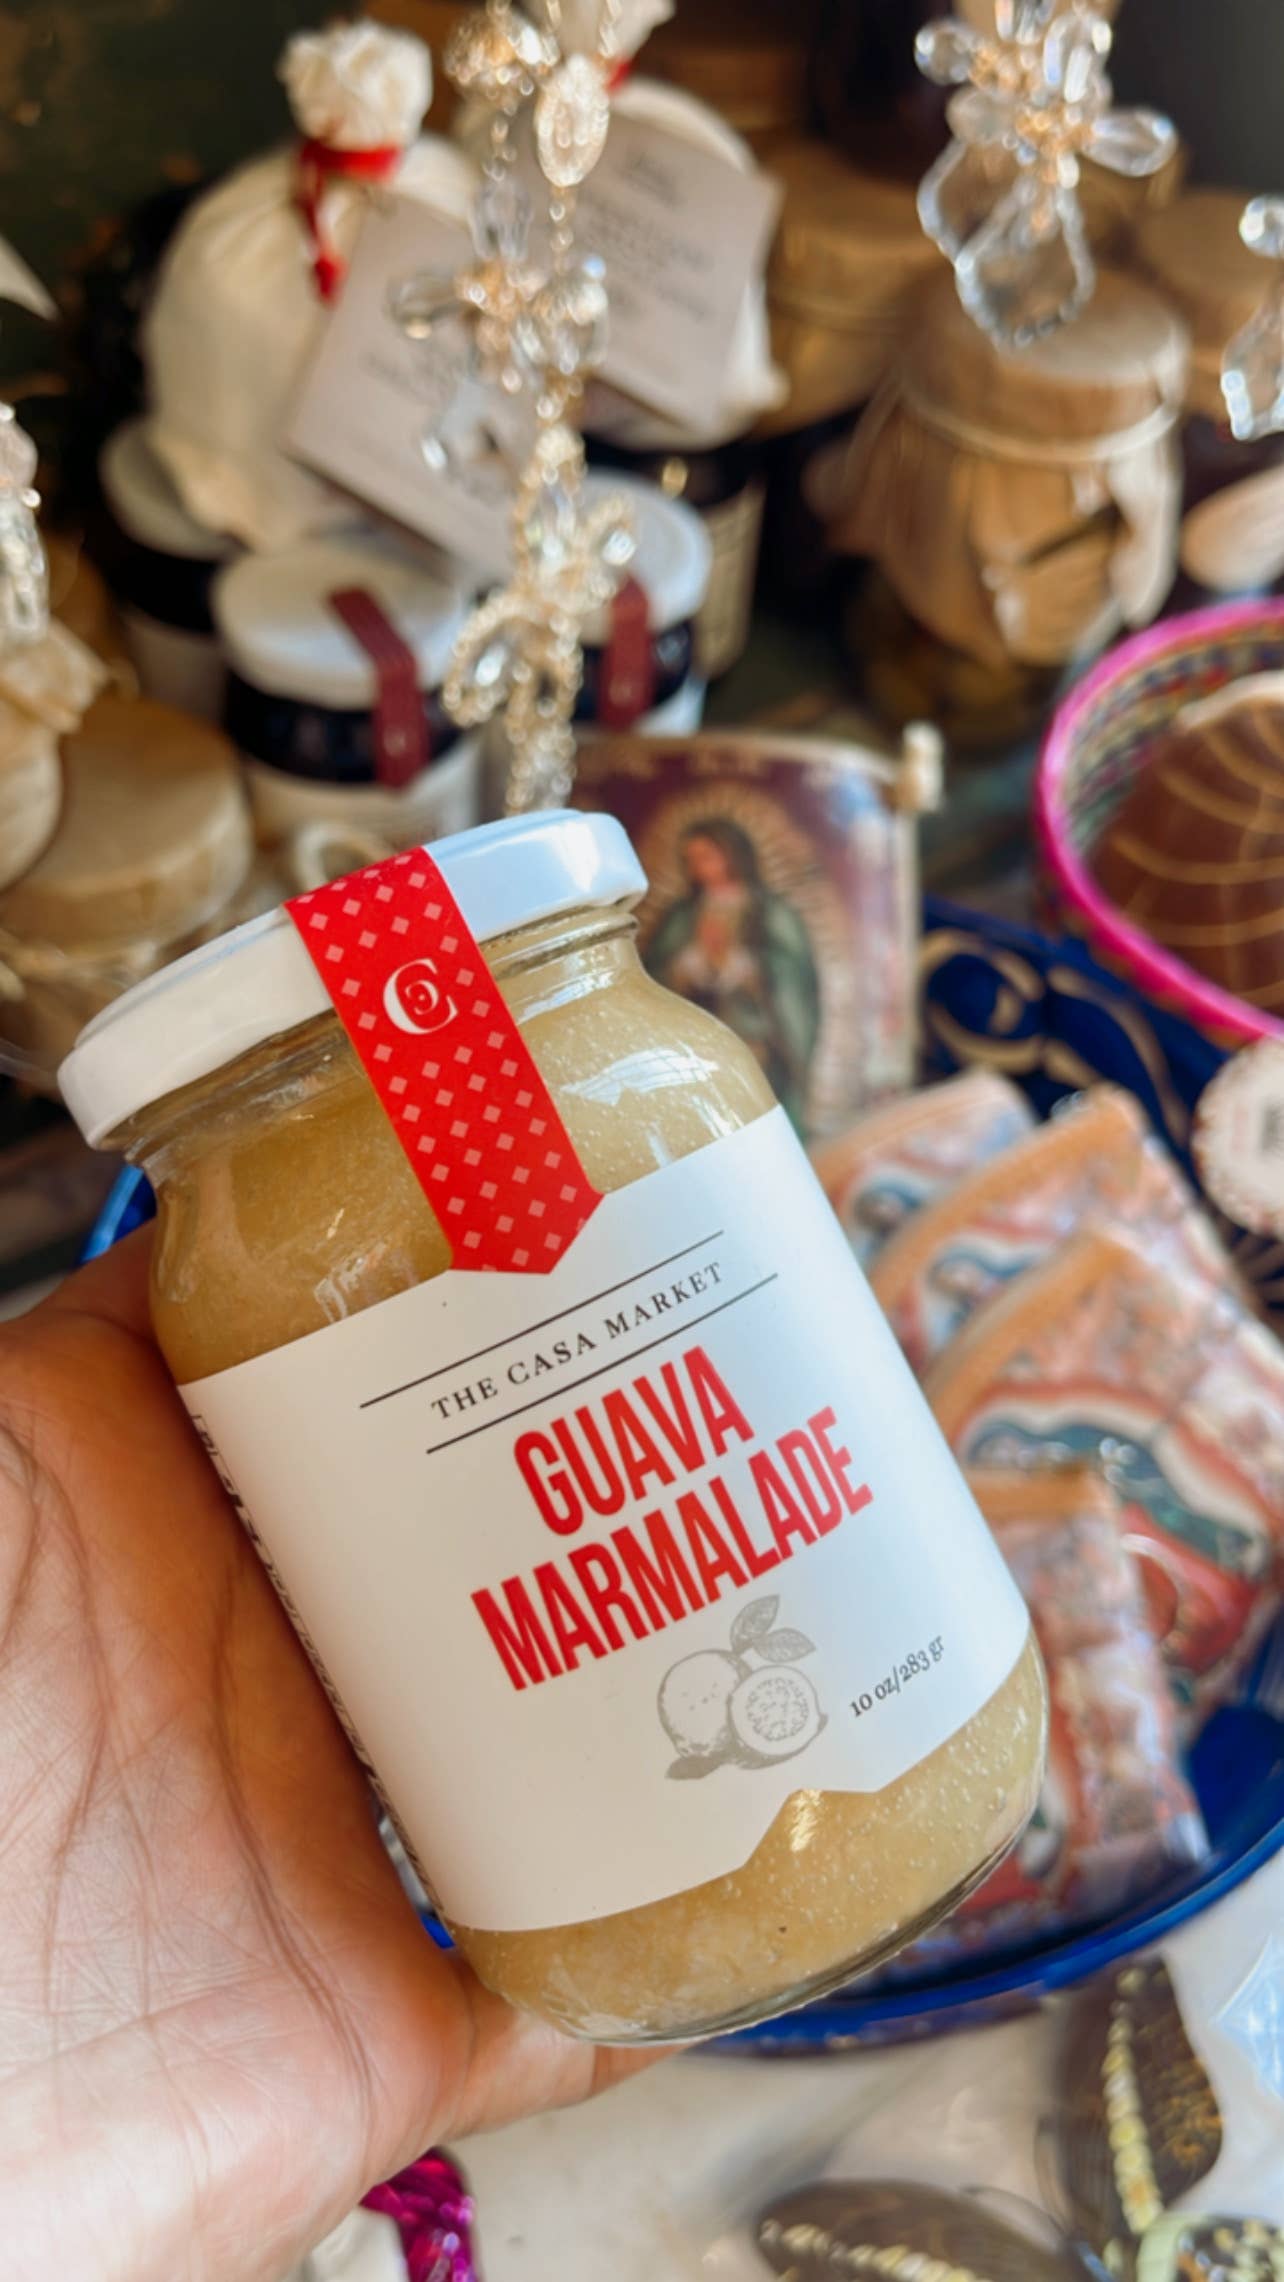 THE CASA MARKET
GUAVA
MARMALADE
10 oz/283 gr